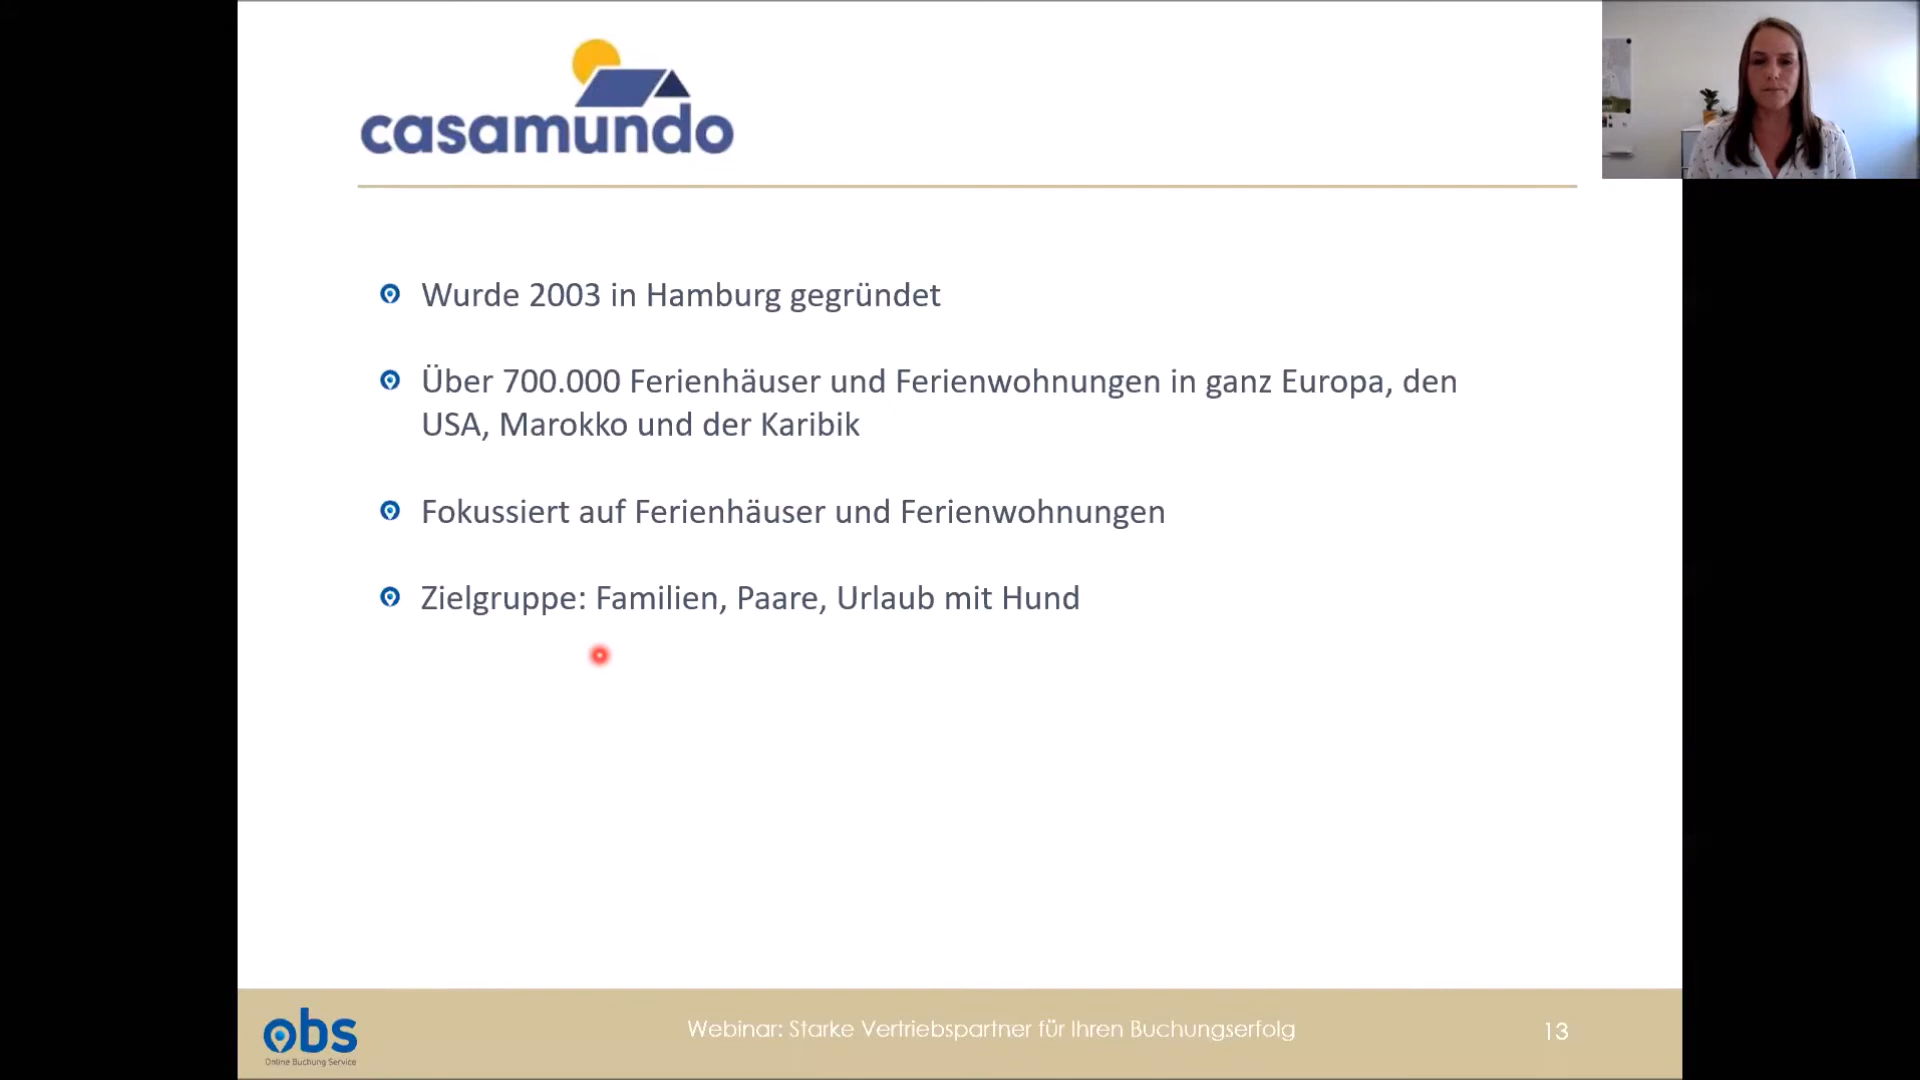 casamundo
Wurde 2003 in Hamburg gegründet
Über 700.000 Ferienhäuser und Ferienwohnungen in ganz Europa, den
USA, Marokko und der Karibik
Fokussiert auf Ferienhäuser und Ferienwohnungen
Zielgruppe: Familien, Paare, Urlaub mit Hund
obs
Online Buchung Service
Webinar: Starke Vertriebspartner für Ihren Buchungserfolg
13